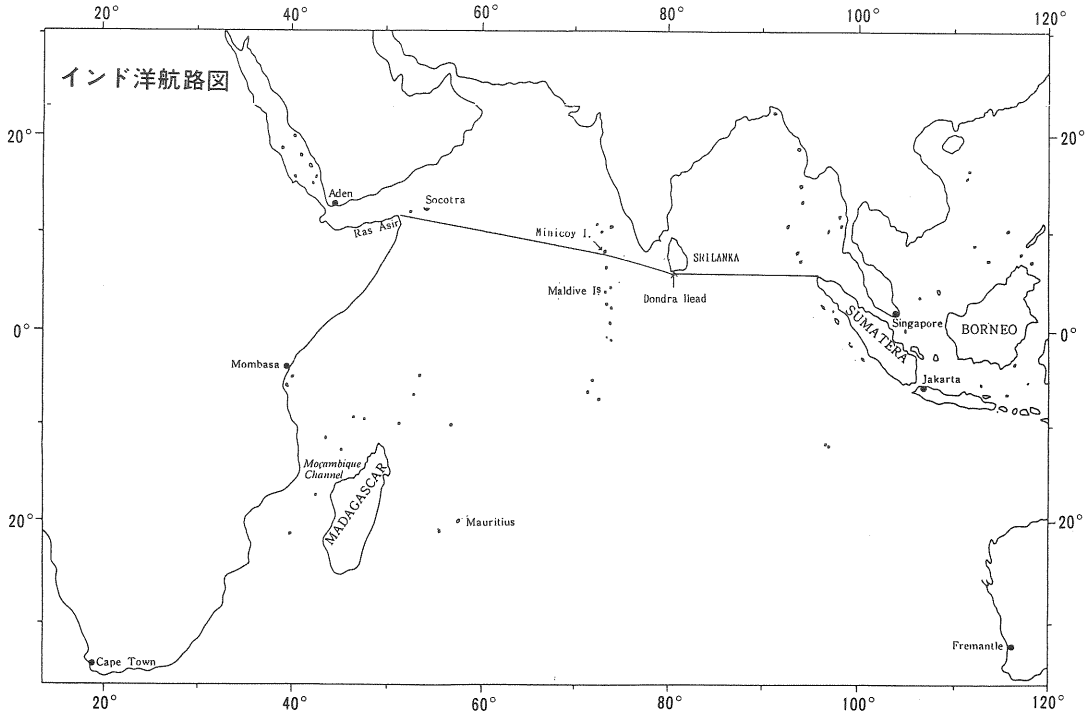 20° 40° 60° 80° 100° 120°
インド洋航路図
20° 20°
Aden
Socotra
Ras Asir
Minicoy I.
SRILANKA
Maldive Is
Dondra Head
Singapore
SUMATERA
BORNEO
0° 0°
Mombasa
Jakarta
Moçambique
Channel
MADAGASCAR
20° 20°
Mauritius
Fremantle
Cape Town
20° 40° 60° 80° 100° 120°